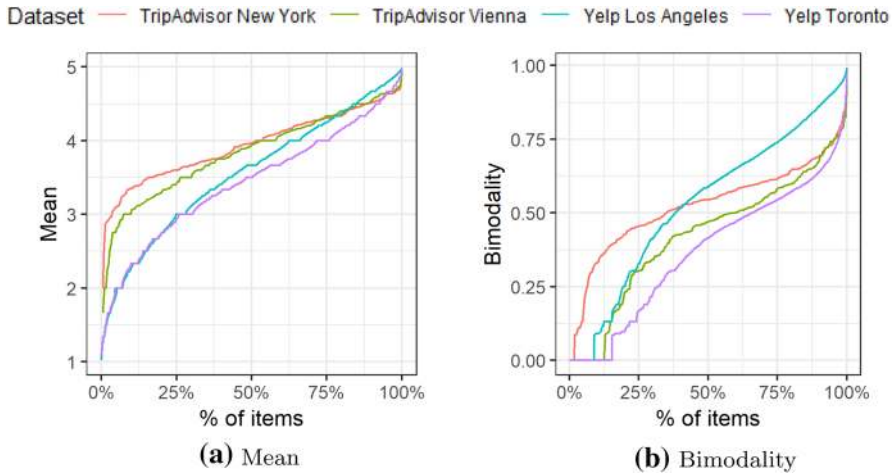 Dataset TripAdvisor New York TripAdvisor Vienna Yelp Los Angeles Yelp Toronto
5
4
3
2
1
Mean
0% 25% 50% 75% 100%
% of items
(a) Mean
1.00
0.75
0.50
0.25
0.00
Bimodality
0% 25% 50% 75% 100%
% of items
(b) Bimodality